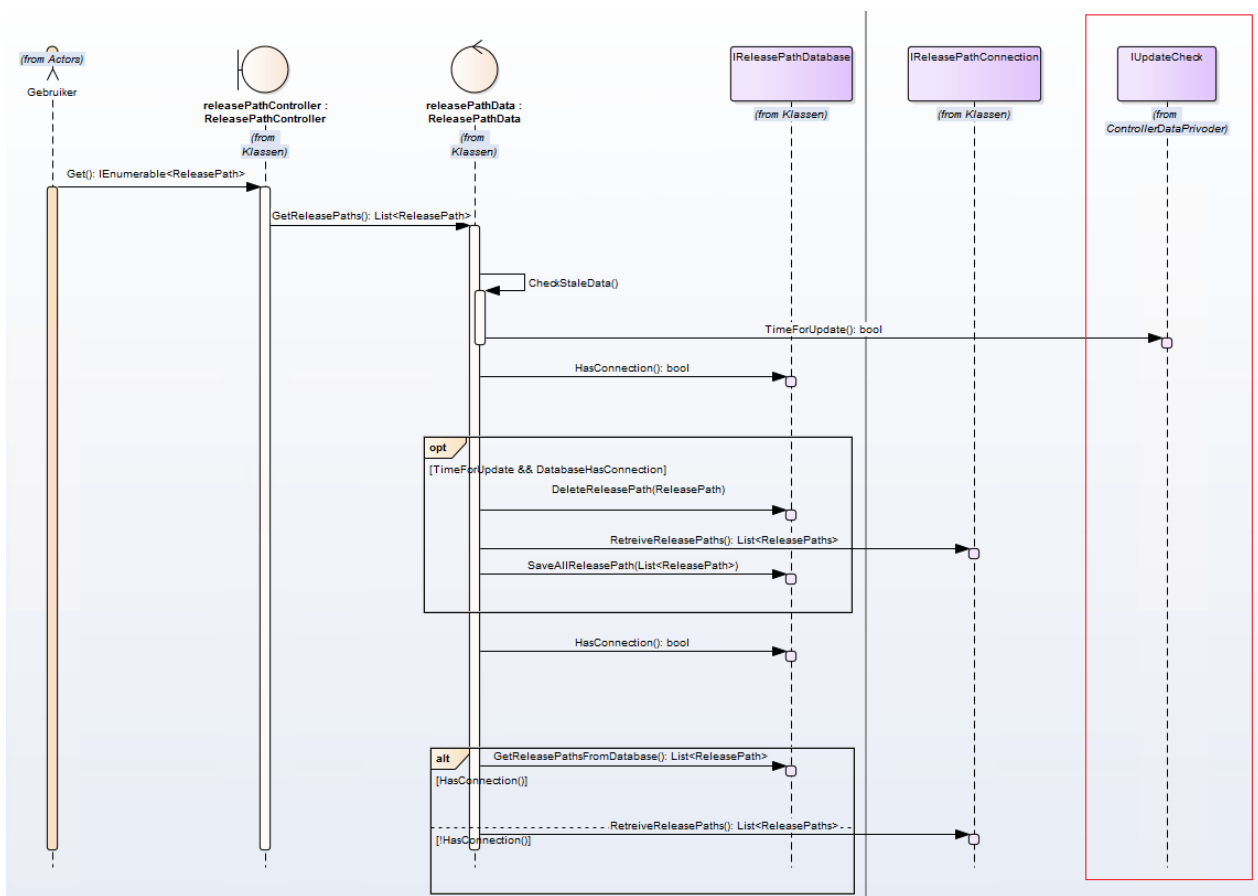 (from Actors)
Gebruiker
releasePathController :
ReleasePathController
(from
Klassen)
releasePathData :
ReleasePathData
(from
Klassen)
IReleasePathDatabase
(from Klassen)
IReleasePathConnection
(from Klassen)
IUpdateCheck
(from
ControllerDataPrivoder)
Get(): IEnumerable<ReleasePath>
GetReleasePaths(): List<ReleasePath>
CheckStaleData()
TimeForUpdate(): bool
HasConnection(): bool
opt
[TimeForUpdate && DatabaseHasConnection]
DeleteReleasePath(ReleasePath)
RetreiveReleasePaths(): List<ReleasePaths>
SaveAllReleasePath(List<ReleasePath>)
HasConnection(): bool
alt
GetReleasePathsFromDatabase(): List<ReleasePath>
[HasConnection()]
RetreiveReleasePaths(): List<ReleasePaths>
[!HasConnection()]